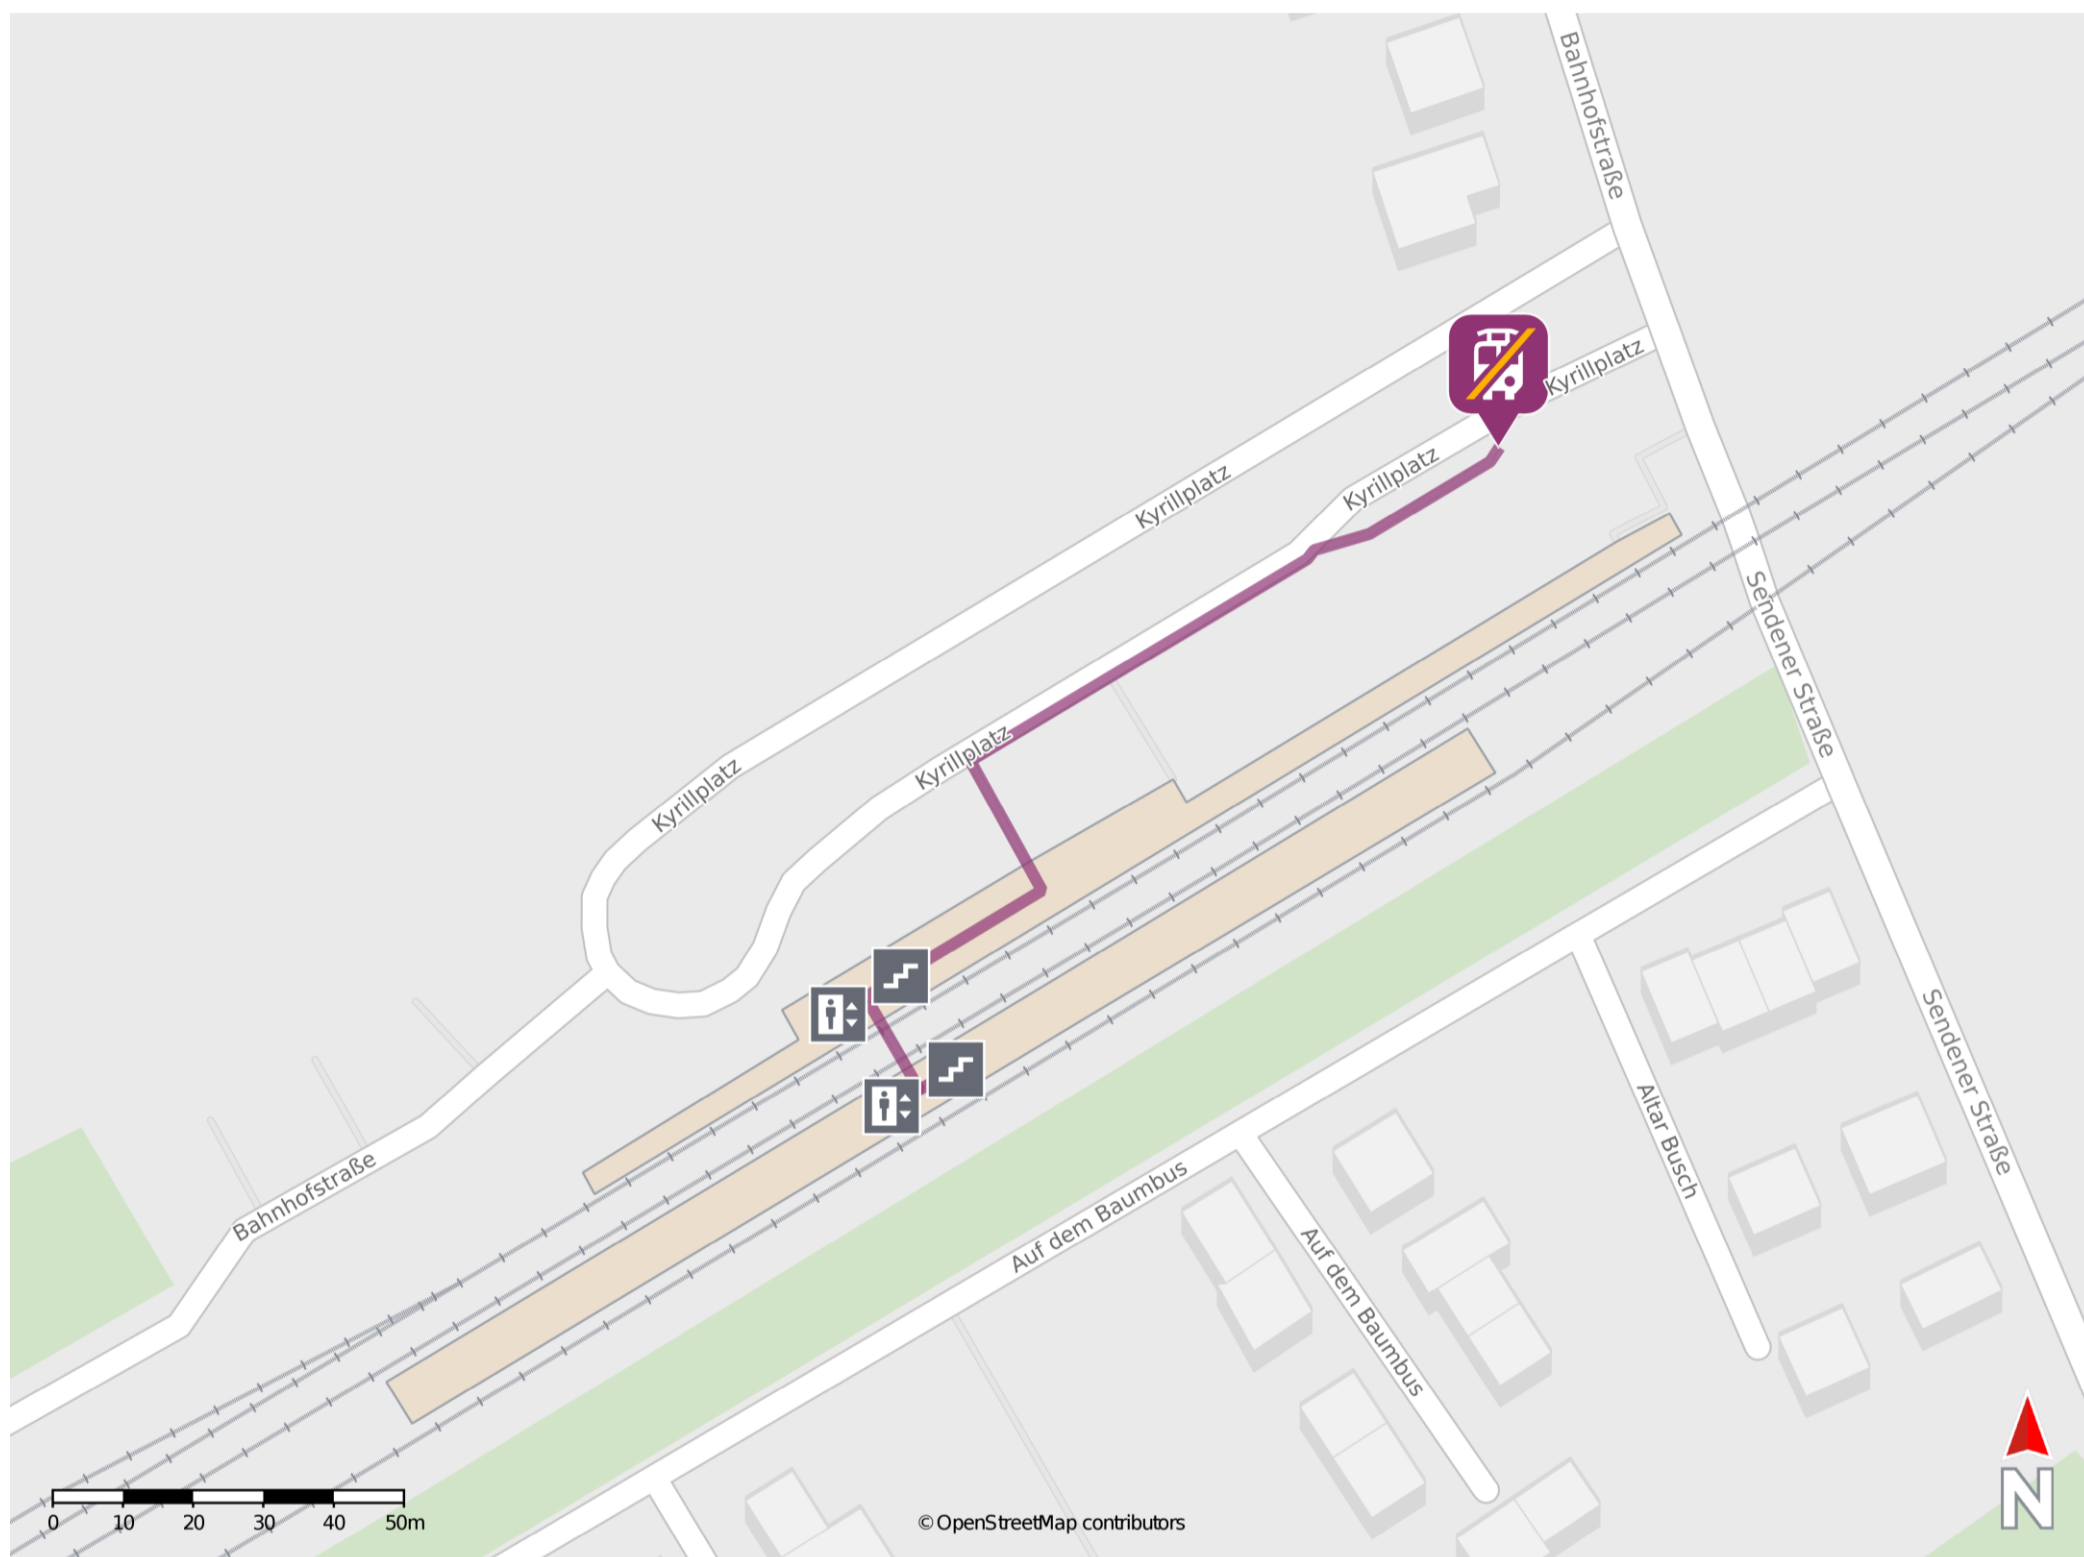 Bahnhofstraße
Kyrillplatz
Kyrillplatz
Kyrillplatz
Kyrillplatz
Kyrillplatz
Sendener Straße
Sendener Straße
Altar Busch
Bahnhofstraße
Auf dem Baumbus
Auf dem Baumbus
0 10 20 30 40 50m
© OpenStreetMap contributors
N